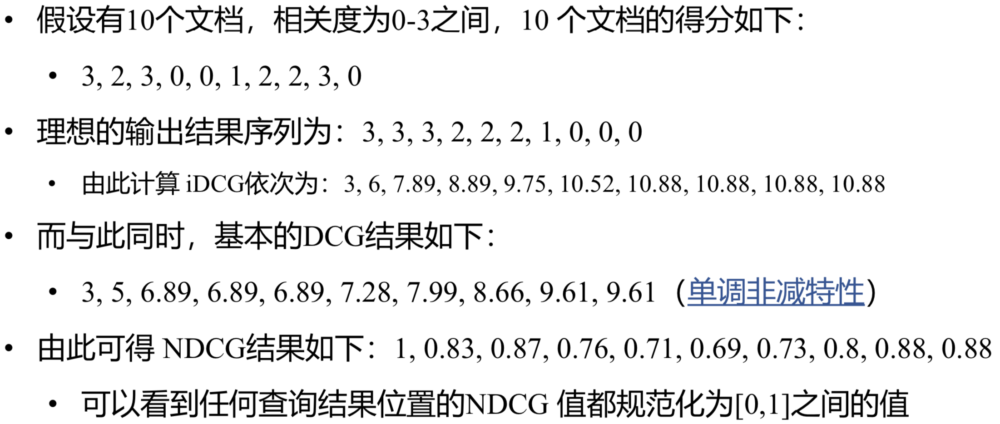 • 假设有10个文档，相关度为0-3之间，10 个文档的得分如下：
• 3, 2, 3, 0, 0, 1, 2, 2, 3, 0
• 理想的输出结果序列为：3, 3, 3, 2, 2, 2, 1, 0, 0, 0
• 由此计算 iDCG依次为：3, 6, 7.89, 8.89, 9.75, 10.52, 10.88, 10.88, 10.88, 10.88
• 而与此同时，基本的DCG结果如下：
• 3, 5, 6.89, 6.89, 6.89, 7.28, 7.99, 8.66, 9.61, 9.61（单调非减特性）
• 由此可得 NDCG结果如下：1, 0.83, 0.87, 0.76, 0.71, 0.69, 0.73, 0.8, 0.88, 0.88
• 可以看到任何查询结果位置的NDCG 值都规范化为[0,1]之间的值